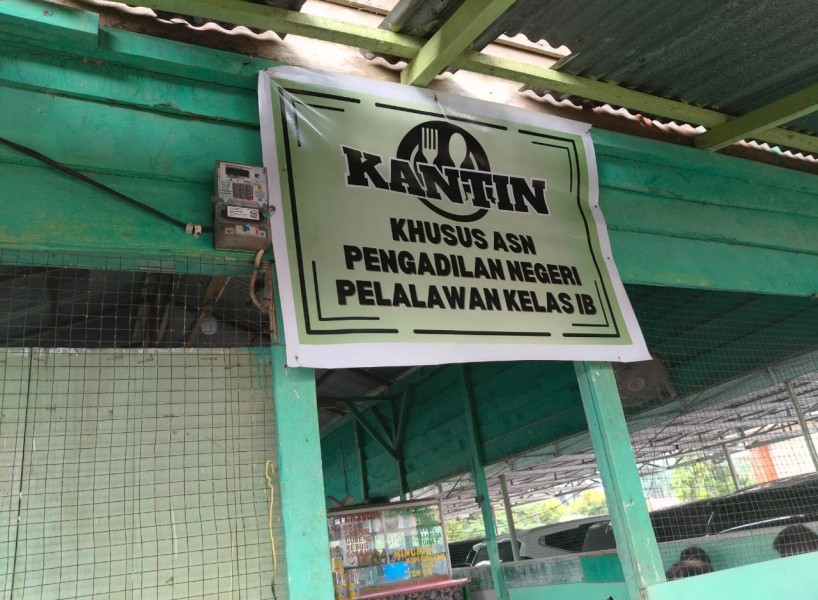 KANTIN
KHUSUS ASN
PENGADILAN NEGERI
PELALAWAN KELAS IB